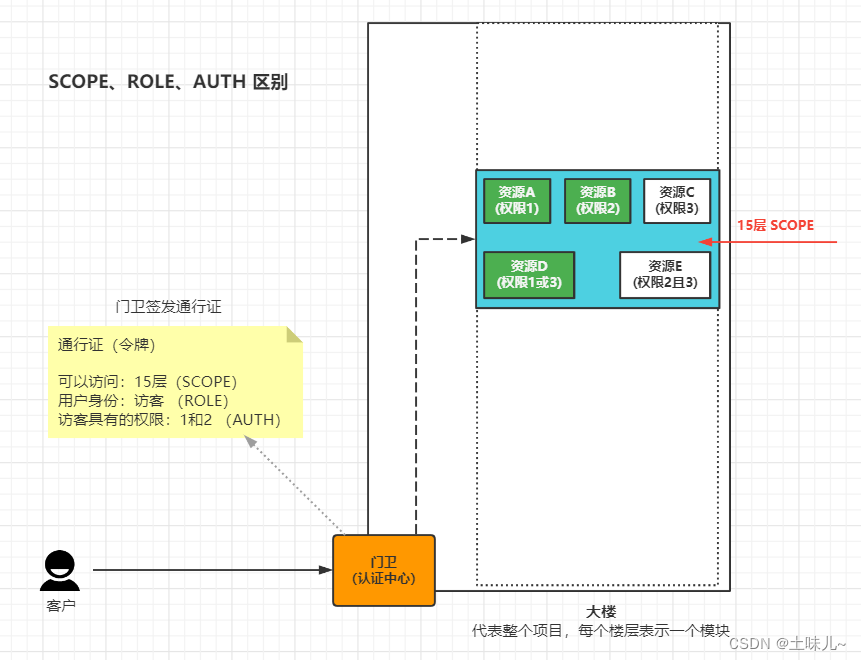 SCOPE、ROLE、AUTH 区别
资源A
(权限1)
资源B
(权限2)
资源C
(权限3)
15层 SCOPE
资源D
(权限1或3)
资源E
(权限2且3)
门卫签发通行证
通行证（令牌）
可以访问：15层（SCOPE）
用户身份：访客 （ROLE）
访客具有的权限：1和2 （AUTH）
门卫
(认证中心)
客户
大楼
代表整个项目，每个楼层表示一个模块
CSDN @土味儿~